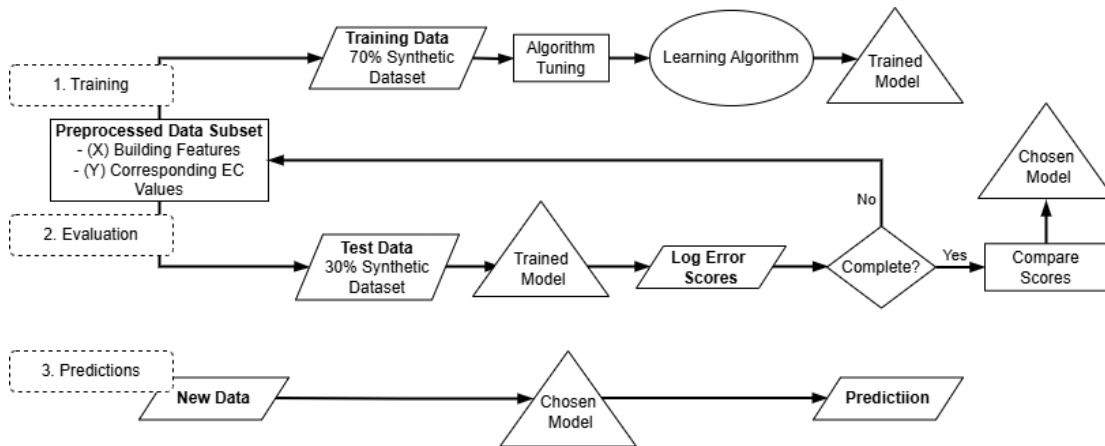 1. Training
Training Data
70% Synthetic
Dataset
Algorithm
Tuning
Learning Algorithm
Trained
Model
Preprocessed Data Subset
- (X) Building Features
- (Y) Corresponding EC
Values
2. Evaluation
Test Data
30% Synthetic
Dataset
Trained
Model
Log Error
Scores
Complete?
No
Yes
Compare
Scores
Chosen
Model
3. Predictions
New Data
Chosen
Model
Predictiion